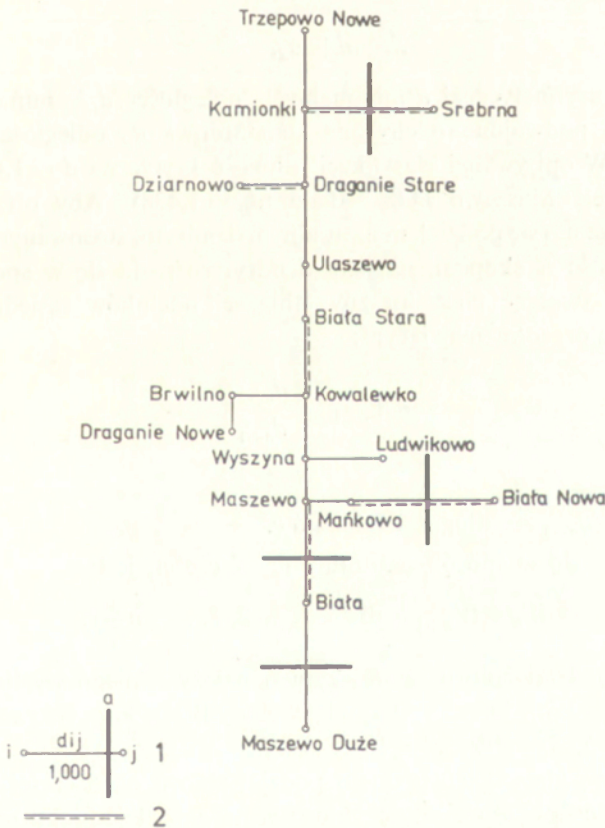 Trzepowo Nowe
Kamionki Srebrna
Dziarnowo Draganie Stare
Ulaszewo
Biała Stara
Brwilno Kowalewko
Draganie Nowe
Ludwikowo
Wyszyna
Maszewo Biała Nowa
Mańkowo
Biała
Maszewo Duże
a
i dij j 1
1,000
2